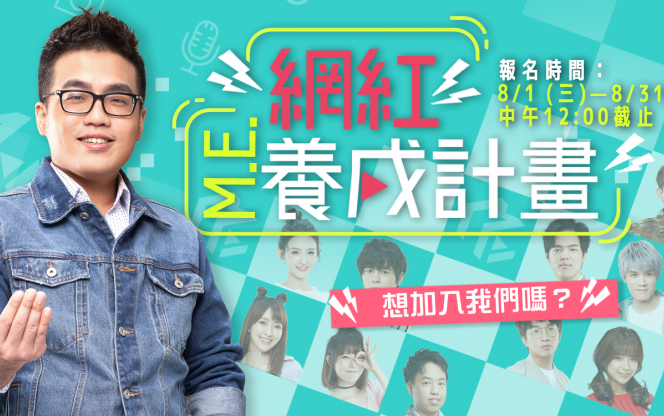 報名時間：
8/1 (三)—8/31
中午12:00截止
網紅
M.E.
養成計畫
想加入我們嗎？